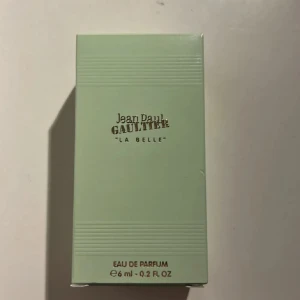 Jean Paul
GAULTIER
"LA BELLE"
EAU DE PARFUM
℮6 ml - 0.2 FL OZ